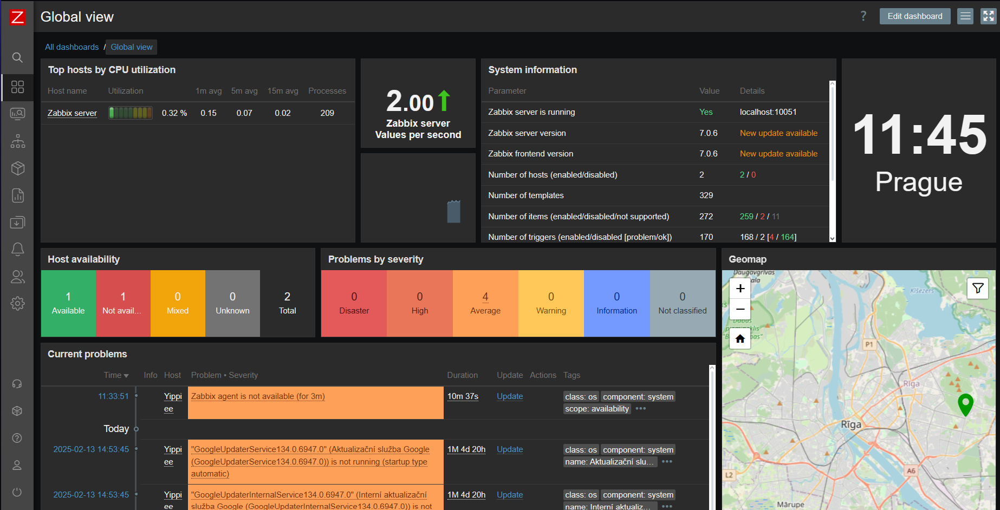 Z
Global view
?
Edit dashboard
All dashboards / Global view
Top hosts by CPU utilization
Host name Utilization 1m avg 5m avg 15m avg Processes
Zabbix server 0.32 % 0.15 0.07 0.02 209
2.00
Zabbix server
Values per second
System information
Parameter Value Details
Zabbix server is running Yes localhost:10051
Zabbix server version 7.0.6 New update available
Zabbix frontend version 7.0.6 New update available
Number of hosts (enabled/disabled) 2 2 / 0
Number of templates 329
Number of items (enabled/disabled/not supported) 272 259 / 2 / 11
Number of triggers (enabled/disabled [problem/ok]) 170 168 / 2 [4 / 164]
11:45
Prague
Host availability
1 1 0 0 2
Available Not avail... Mixed Unknown Total
Problems by severity
0 0 4 0 0 0
Disaster High Average Warning Information Not classified
Geomap
+
−
Daugavgrīvas
Ķīšezers
Dabas
P1
Rīga
Rīga
A6
L2
Mārupe
Current problems
Time Info Host Problem • Severity Duration Update Actions Tags
11:33:51 Yippi Zabbix agent is not available (for 3m) 10m 37s Update class: os component: system
ee scope: availability •••
Today
2025-02-13 14:53:45 Yippi "GoogleUpdaterService134.0.6947.0" (Aktualizační služba Google 1M 4d 20h Update class: os component: system
ee (GoogleUpdaterService134.0.6947.0)) is not running (startup type name: Aktualizační slu... •••
automatic)
2025-02-13 14:53:45 Yippi "GoogleUpdaterInternalService134.0.6947.0" (Interní aktualizační 1M 4d 20h Update class: os component: system
ee služba Google (GoogleUpdaterInternalService134.0.6947.0)) is not name: Interní aktualiz... •••